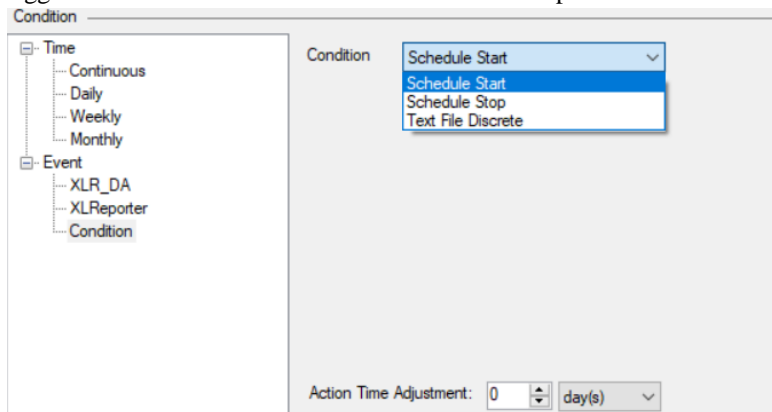 Condition
Time
Continuous
Daily
Weekly
Monthly
Event
XLR_DA
XLReporter
Condition
Condition
Schedule Start
Schedule Start
Schedule Stop
Text File Discrete
Action Time Adjustment: 0 day(s)